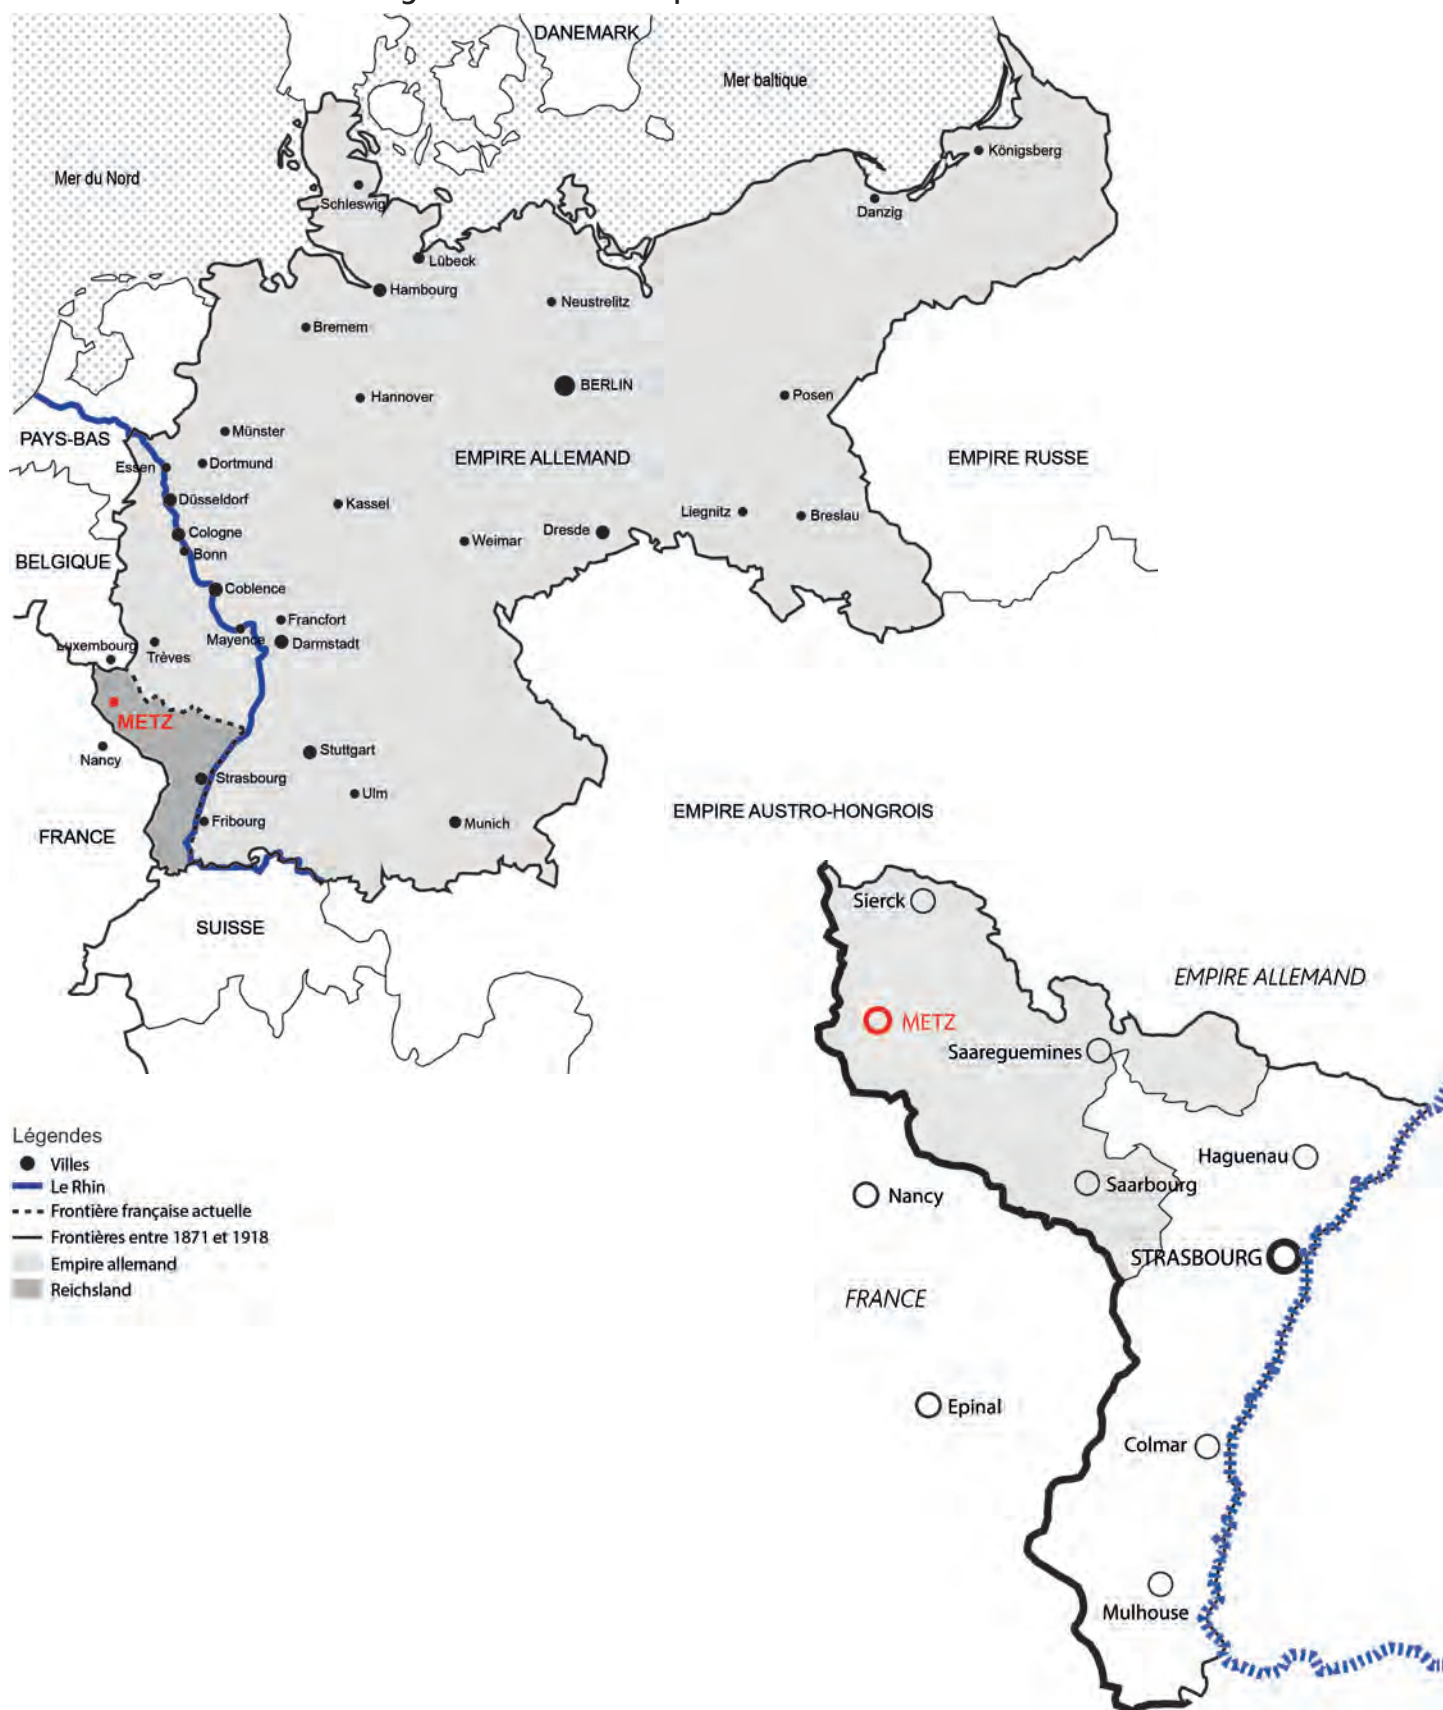 DANEMARK
Mer baltique
Königsberg
Mer du Nord
Schleswig
Danzig
Lübeck
Hambourg
Neustrelitz
Bremem
BERLIN
Hannover
Posen
PAYS-BAS
Münster
Essen
Dortmund
EMPIRE ALLEMAND
EMPIRE RUSSE
Düsseldorf
Kassel
Liegnitz
Breslau
Cologne
Weimar
Dresde
Bonn
BELGIQUE
Coblence
Francfort
Mayence
Darmstadt
Luxembourg
Trèves
METZ
Nancy
Stuttgart
Strasbourg
Ulm
Fribourg
Munich
FRANCE
EMPIRE AUSTRO-HONGROIS
SUISSE
Sierck
EMPIRE ALLEMAND
METZ
Saareguemines
Haguenau
Saarbourg
Nancy
STRASBOURG
FRANCE
Epinal
Colmar
Mulhouse
Légendes
Villes
Le Rhin
Frontière française actuelle
Frontières entre 1871 et 1918
Empire allemand
Reichsland